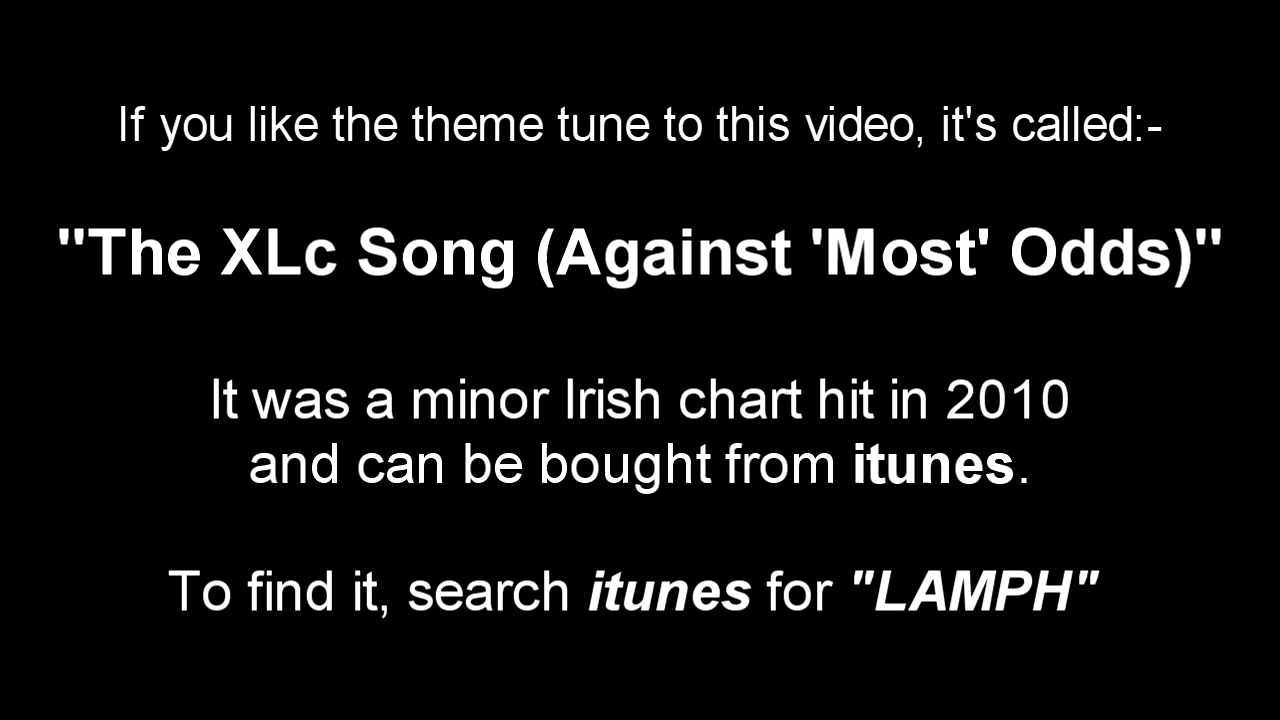 If you like the theme tune to this video, it's called:-
"The XLc Song (Against 'Most' Odds)"
It was a minor Irish chart hit in 2010
and can be bought from itunes.
To find it, search itunes for "LAMPH"